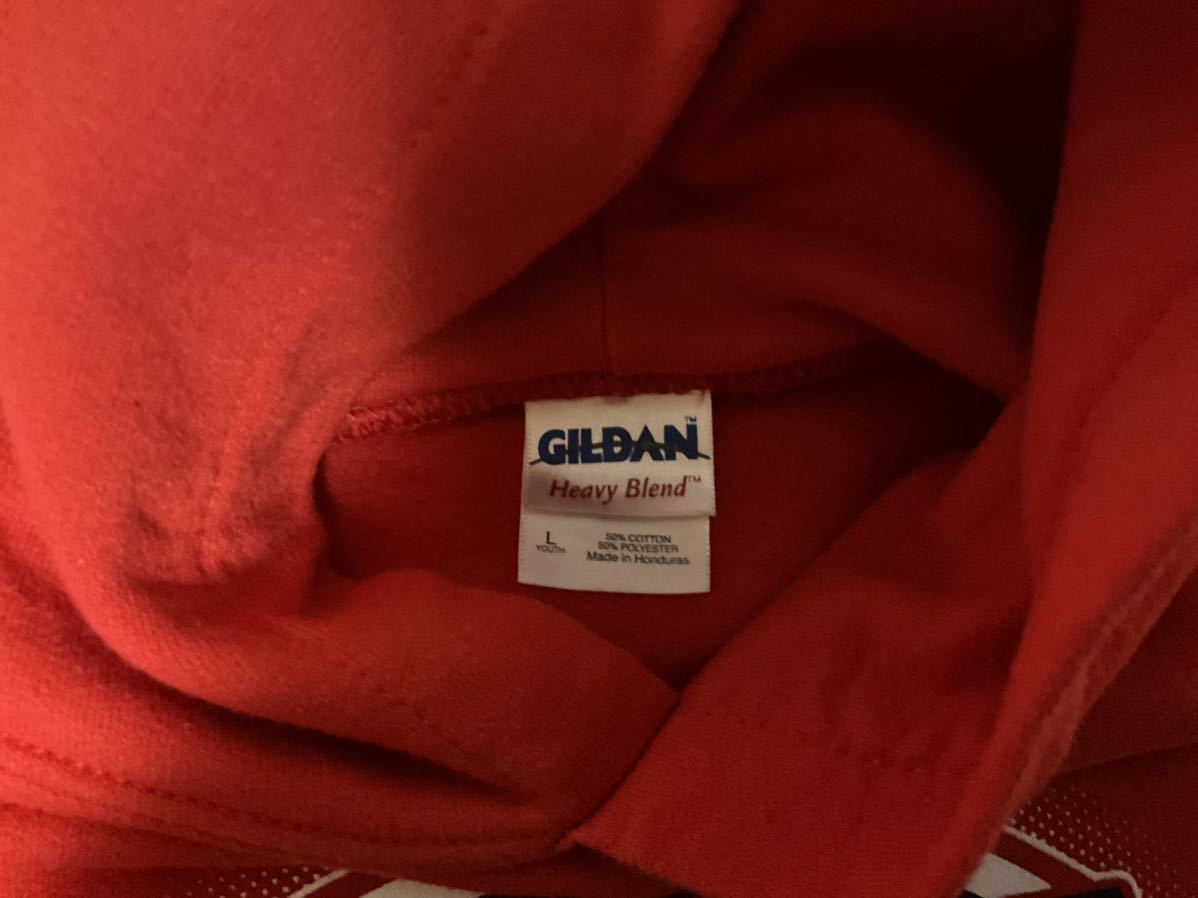 GILDAN™
Heavy Blend™
L
YOUTH
50% COTTON
50% POLYESTER
Made in Honduras